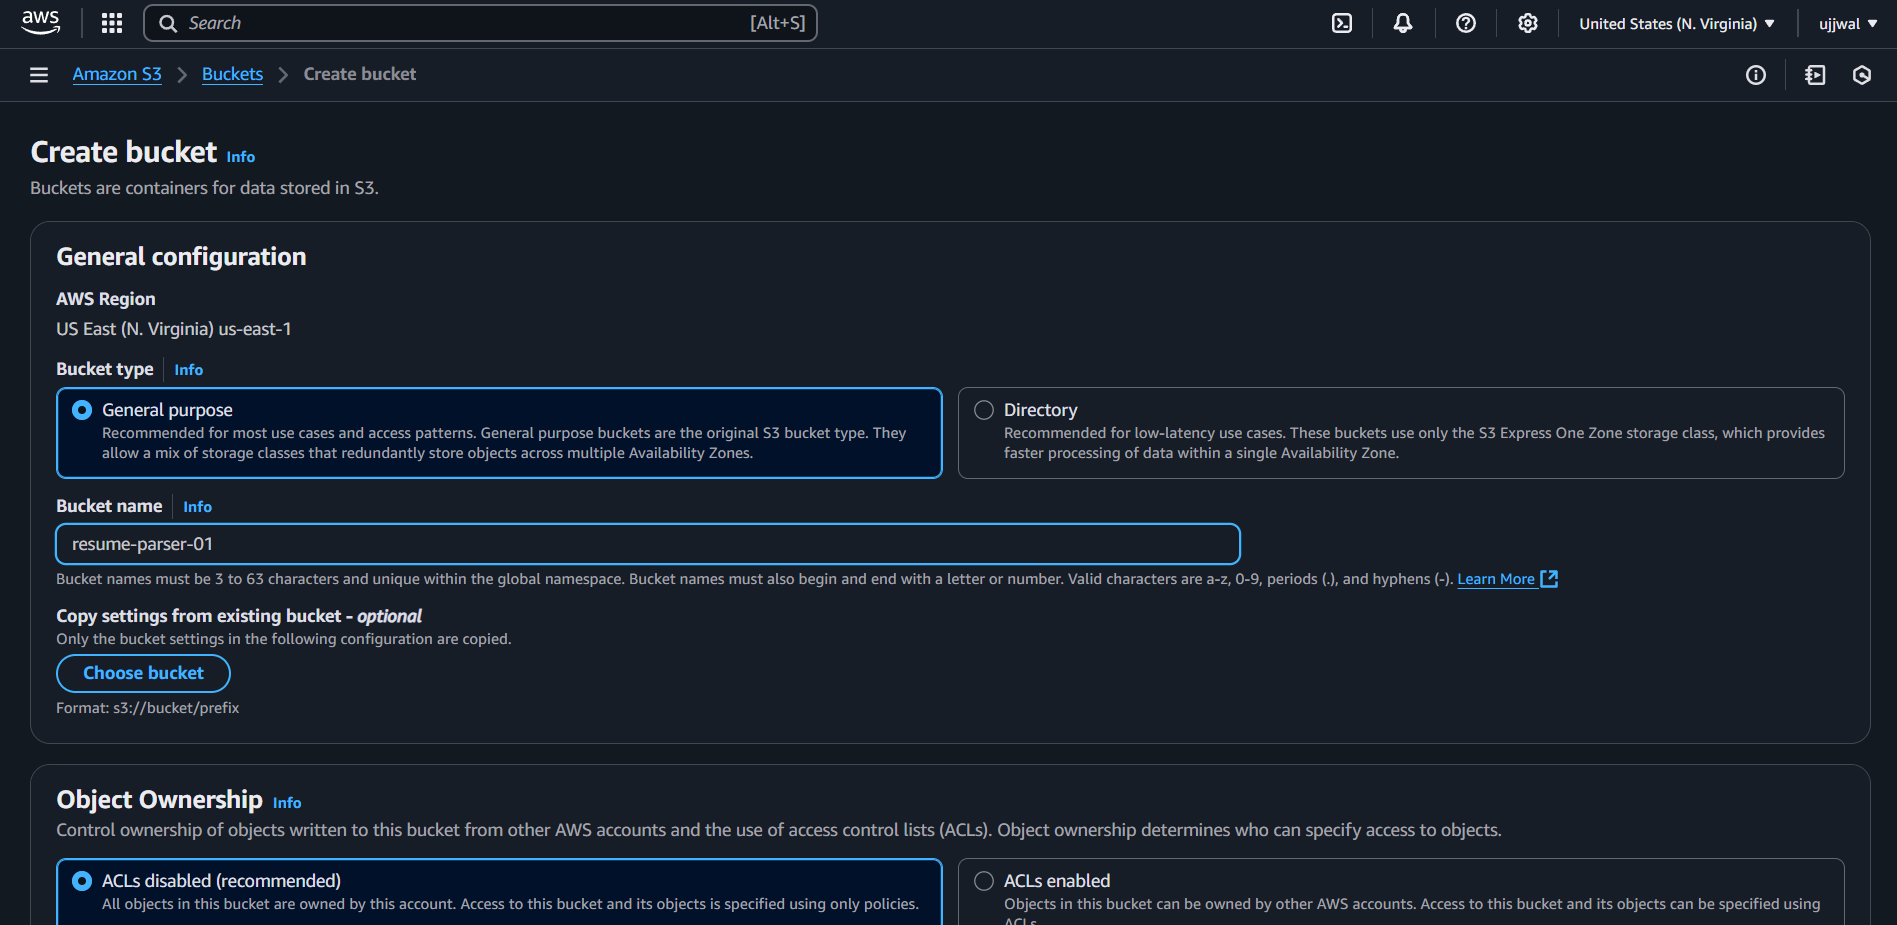 aws
Search [Alt+S]
United States (N. Virginia)
ujjwal
Amazon S3 > Buckets > Create bucket
Create bucket Info
Buckets are containers for data stored in S3.
General configuration
AWS Region
US East (N. Virginia) us-east-1
Bucket type Info
General purpose
Recommended for most use cases and access patterns. General purpose buckets are the original S3 bucket type. They
allow a mix of storage classes that redundantly store objects across multiple Availability Zones.
Directory
Recommended for low-latency use cases. These buckets use only the S3 Express One Zone storage class, which provides
faster processing of data within a single Availability Zone.
Bucket name Info
resume-parser-01
Bucket names must be 3 to 63 characters and unique within the global namespace. Bucket names must also begin and end with a letter or number. Valid characters are a-z, 0-9, periods (.), and hyphens (-). Learn More
Copy settings from existing bucket - optional
Only the bucket settings in the following configuration are copied.
Choose bucket
Format: s3://bucket/prefix
Object Ownership Info
Control ownership of objects written to this bucket from other AWS accounts and the use of access control lists (ACLs). Object ownership determines who can specify access to objects.
ACLs disabled (recommended)
All objects in this bucket are owned by this account. Access to this bucket and its objects is specified using only policies.
ACLs enabled
Objects in this bucket can be owned by other AWS accounts. Access to this bucket and its objects can be specified using
ACLs.